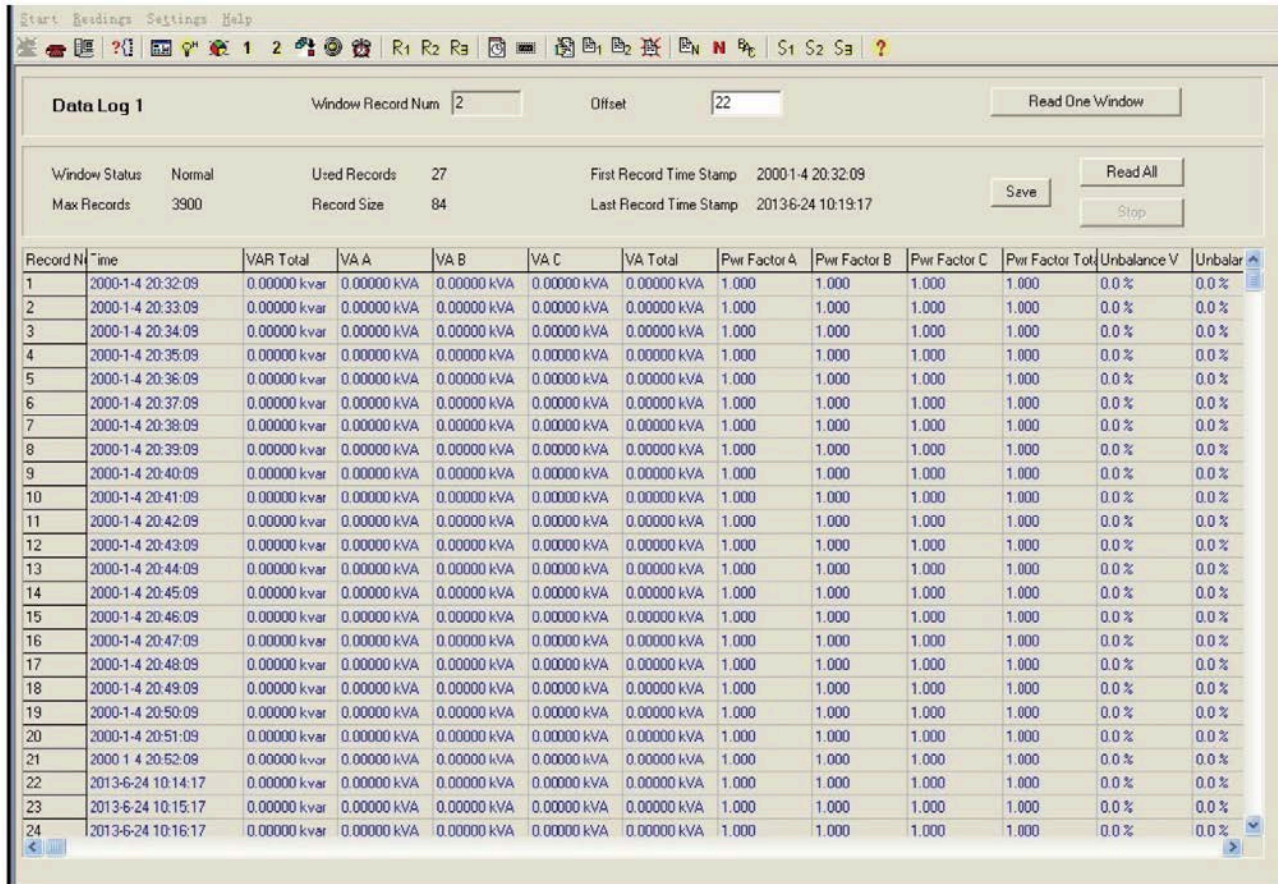 Start Readings Settings Help
?{} 1 2 R1 R2 R3 1 2 N N S1 S2 S3 ?
Data Log 1 Window Record Num 2 Offset 22 Read One Window
Window Status Normal Used Records 27 First Record Time Stamp 2000-1-4 20:32:09 Save Read All
Max Records 3900 Record Size 84 Last Record Time Stamp 2013-6-24 10:19:17 Stop
Record N Time VAR Total VA A VA B VA C VA Total Pwr Factor A Pwr Factor B Pwr Factor C Pwr Factor Tota Unbalance V Unbalar
1 2000-1-4 20:32:09 0.00000 kvar 0.00000 kVA 0.00000 kVA 0.00000 kVA 0.00000 kVA 1.000 1.000 1.000 1.000 0.0 % 0.0 %
2 2000-1-4 20:33:09 0.00000 kvar 0.00000 kVA 0.00000 kVA 0.00000 kVA 0.00000 kVA 1.000 1.000 1.000 1.000 0.0 % 0.0 %
3 2000-1-4 20:34:09 0.00000 kvar 0.00000 kVA 0.00000 kVA 0.00000 kVA 0.00000 kVA 1.000 1.000 1.000 1.000 0.0 % 0.0 %
4 2000-1-4 20:35:09 0.00000 kvar 0.00000 kVA 0.00000 kVA 0.00000 kVA 0.00000 kVA 1.000 1.000 1.000 1.000 0.0 % 0.0 %
5 2000-1-4 20:36:09 0.00000 kvar 0.00000 kVA 0.00000 kVA 0.00000 kVA 0.00000 kVA 1.000 1.000 1.000 1.000 0.0 % 0.0 %
6 2000-1-4 20:37:09 0.00000 kvar 0.00000 kVA 0.00000 kVA 0.00000 kVA 0.00000 kVA 1.000 1.000 1.000 1.000 0.0 % 0.0 %
7 2000-1-4 20:38:09 0.00000 kvar 0.00000 kVA 0.00000 kVA 0.00000 kVA 0.00000 kVA 1.000 1.000 1.000 1.000 0.0 % 0.0 %
8 2000-1-4 20:39:09 0.00000 kvar 0.00000 kVA 0.00000 kVA 0.00000 kVA 0.00000 kVA 1.000 1.000 1.000 1.000 0.0 % 0.0 %
9 2000-1-4 20:40:09 0.00000 kvar 0.00000 kVA 0.00000 kVA 0.00000 kVA 0.00000 kVA 1.000 1.000 1.000 1.000 0.0 % 0.0 %
10 2000-1-4 20:41:09 0.00000 kvar 0.00000 kVA 0.00000 kVA 0.00000 kVA 0.00000 kVA 1.000 1.000 1.000 1.000 0.0 % 0.0 %
11 2000-1-4 20:42:09 0.00000 kvar 0.00000 kVA 0.00000 kVA 0.00000 kVA 0.00000 kVA 1.000 1.000 1.000 1.000 0.0 % 0.0 %
12 2000-1-4 20:43:09 0.00000 kvar 0.00000 kVA 0.00000 kVA 0.00000 kVA 0.00000 kVA 1.000 1.000 1.000 1.000 0.0 % 0.0 %
13 2000-1-4 20:44:09 0.00000 kvar 0.00000 kVA 0.00000 kVA 0.00000 kVA 0.00000 kVA 1.000 1.000 1.000 1.000 0.0 % 0.0 %
14 2000-1-4 20:45:09 0.00000 kvar 0.00000 kVA 0.00000 kVA 0.00000 kVA 0.00000 kVA 1.000 1.000 1.000 1.000 0.0 % 0.0 %
15 2000-1-4 20:46:09 0.00000 kvar 0.00000 kVA 0.00000 kVA 0.00000 kVA 0.00000 kVA 1.000 1.000 1.000 1.000 0.0 % 0.0 %
16 2000-1-4 20:47:09 0.00000 kvar 0.00000 kVA 0.00000 kVA 0.00000 kVA 0.00000 kVA 1.000 1.000 1.000 1.000 0.0 % 0.0 %
17 2000-1-4 20:48:09 0.00000 kvar 0.00000 kVA 0.00000 kVA 0.00000 kVA 0.00000 kVA 1.000 1.000 1.000 1.000 0.0 % 0.0 %
18 2000-1-4 20:49:09 0.00000 kvar 0.00000 kVA 0.00000 kVA 0.00000 kVA 0.00000 kVA 1.000 1.000 1.000 1.000 0.0 % 0.0 %
19 2000-1-4 20:50:09 0.00000 kvar 0.00000 kVA 0.00000 kVA 0.00000 kVA 0.00000 kVA 1.000 1.000 1.000 1.000 0.0 % 0.0 %
20 2000-1-4 20:51:09 0.00000 kvar 0.00000 kVA 0.00000 kVA 0.00000 kVA 0.00000 kVA 1.000 1.000 1.000 1.000 0.0 % 0.0 %
21 2000-1-4 20:52:09 0.00000 kvar 0.00000 kVA 0.00000 kVA 0.00000 kVA 0.00000 kVA 1.000 1.000 1.000 1.000 0.0 % 0.0 %
22 2013-6-24 10:14:17 0.00000 kvar 0.00000 kVA 0.00000 kVA 0.00000 kVA 0.00000 kVA 1.000 1.000 1.000 1.000 0.0 % 0.0 %
23 2013-6-24 10:15:17 0.00000 kvar 0.00000 kVA 0.00000 kVA 0.00000 kVA 0.00000 kVA 1.000 1.000 1.000 1.000 0.0 % 0.0 %
24 2013-6-24 10:16:17 0.00000 kvar 0.00000 kVA 0.00000 kVA 0.00000 kVA 0.00000 kVA 1.000 1.000 1.000 1.000 0.0 % 0.0 %